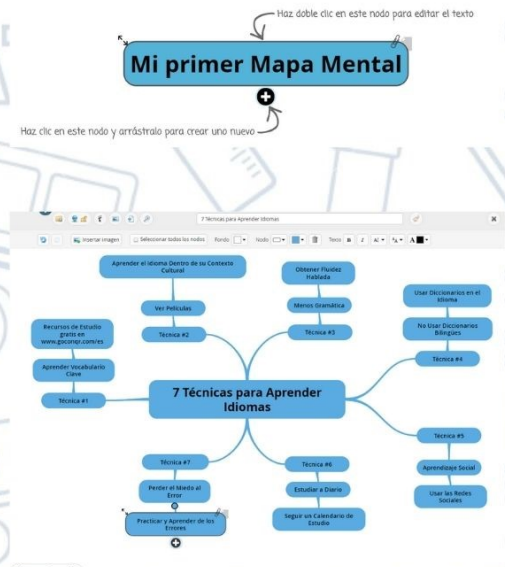 Haz doble clic en este nodo para editar el texto
Mi primer Mapa Mental
Haz clic en este nodo y arrástralo para crear uno nuevo
7 Técnicas para Aprender Idiomas
Insertar Imagen
Seleccionar todos los nodos
Fondo
Nodo
Texto
B
I
A
Aprender el Idioma Dentro de su Contexto
Cultural
Ver Películas
Técnica #2
Obtener Fluidez
Hablada
Menos Gramática
Técnica #3
Usar Diccionarios en el
Idioma
No Usar Diccionarios
Bilingües
Técnica #4
Recursos de Estudio
gratis en
www.goconqr.com/es
Aprender Vocabulario
Clave
Técnica #1
7 Técnicas para Aprender
Idiomas
Técnica #5
Aprendizaje Social
Usar las Redes
Sociales
Técnica #7
Perder el Miedo al
Error
Practicar y Aprender de los
Errores
Técnica #6
Estudiar a Diario
Seguir un Calendario de
Estudio